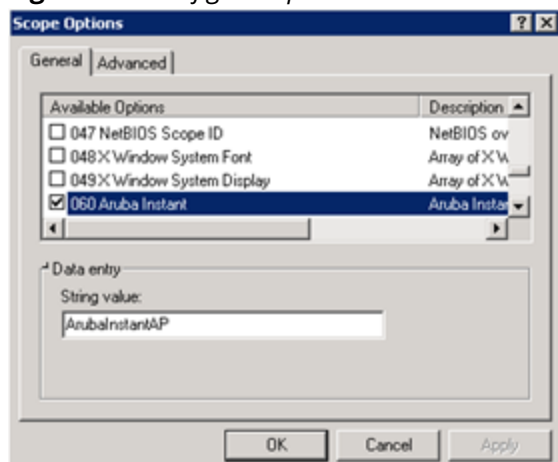 Scope Options
General Advanced
Available Options Description
047 NetBIOS Scope ID NetBIOS ov
048 X Window System Font Array of X W
049 X Window System Display Array of X W
060 Aruba Instant Aruba Instar
Data entry
String value:
ArubaInstantAP
OK Cancel Apply